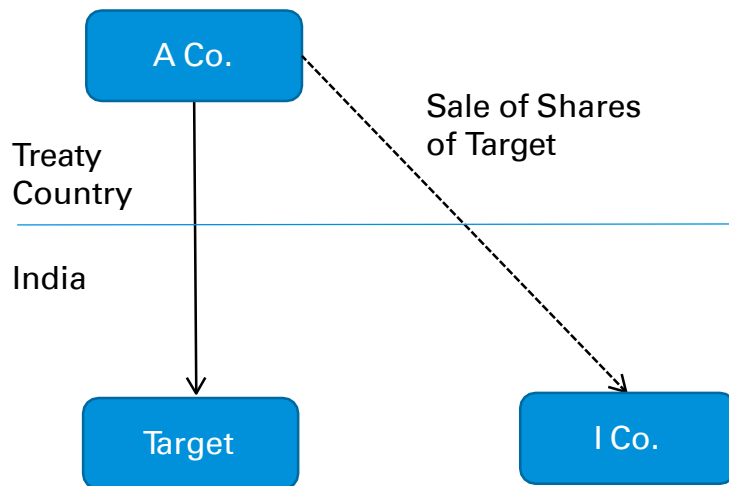 A Co.
Sale of Shares
of Target
Treaty
Country
India
Target
I Co.